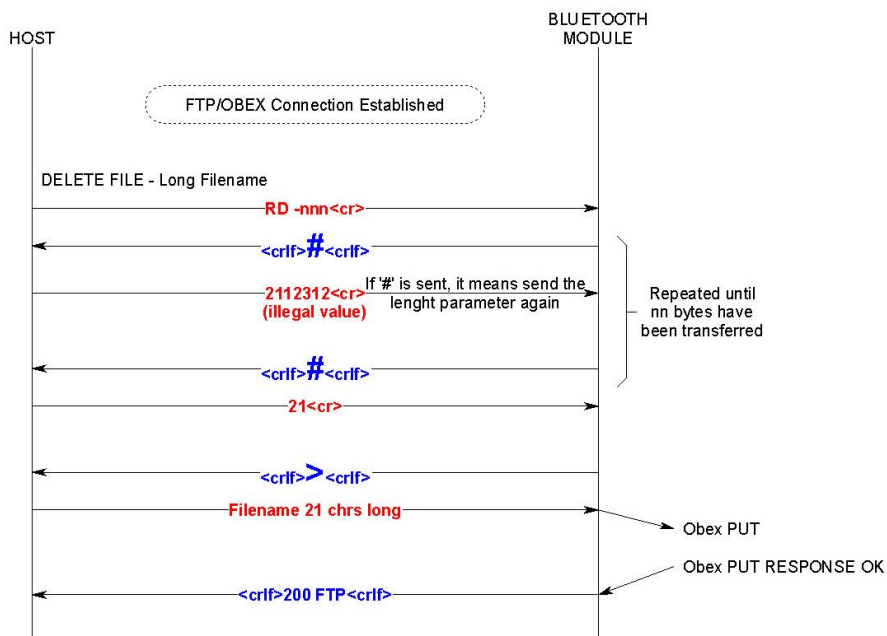 BLUETOOTH
MODULE
HOST
FTP/OBEX Connection Established
DELETE FILE - Long Filename
RD -nnn<cr>
<crlf>#<crlf>
2112312<cr>
(illegal value)
If '#' is sent, it means send the
lenght parameter again
Repeated until
nn bytes have
been transferred
<crlf>#<crlf>
21<cr>
<crlf>><crlf>
Filename 21 chrs long
Obex PUT
Obex PUT RESPONSE OK
<crlf>200 FTP<crlf>